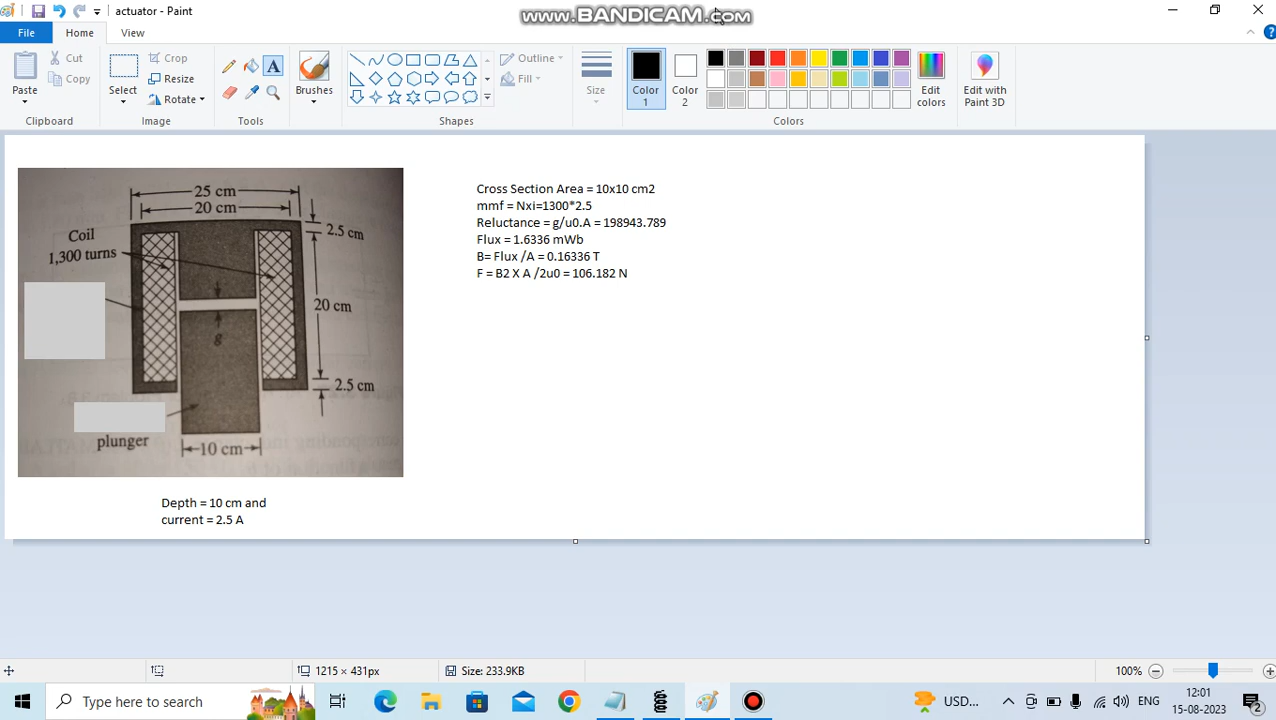 www.BANDICAM.com
actuator - Paint
File
Home
View
Paste
Cut
Copy
Clipboard
Select
Crop
Resize
Rotate
Image
A
Tools
Brushes
Outline
Fill
Shapes
Size
Color
1
Color
2
Edit
colors
Colors
Edit with
Paint 3D
25 cm
20 cm
2.5 cm
Coil
1,300 turns
20 cm
g
2.5 cm
plunger
10 cm
Depth = 10 cm and
current = 2.5 A
Cross Section Area = 10x10 cm2
mmf = Nxi=1300*2.5
Reluctance = g/u0.A = 198943.789
Flux = 1.6336 mWb
B= Flux /A = 0.16336 T
F = B2 X A /2u0 = 106.182 N
1215 × 431px
Size: 233.9KB
100%
Type here to search
USD...
ENG
12:01
15-08-2023
2